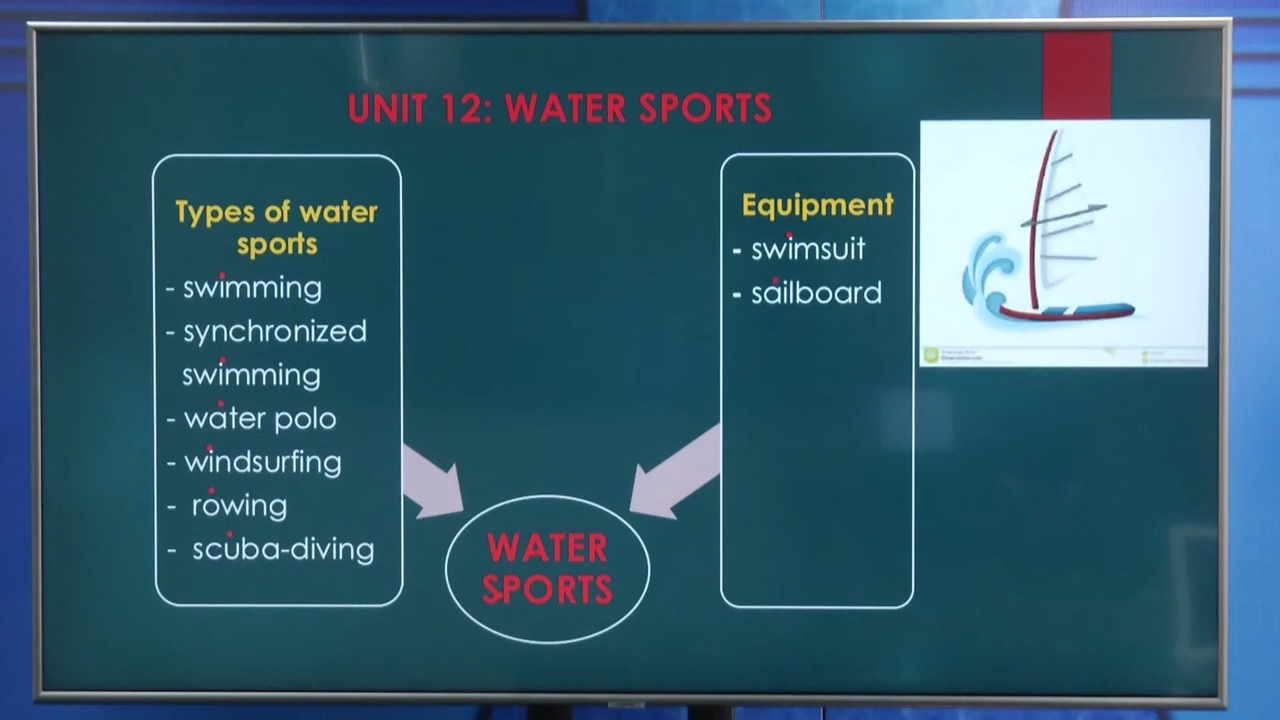 UNIT 12: WATER SPORTS
Types of water
sports
- swimming
- synchronized
swimming
- water polo
- windsurfing
- rowing
- scuba-diving
Equipment
- swimsuit
- sailboard
WATER
SPORTS